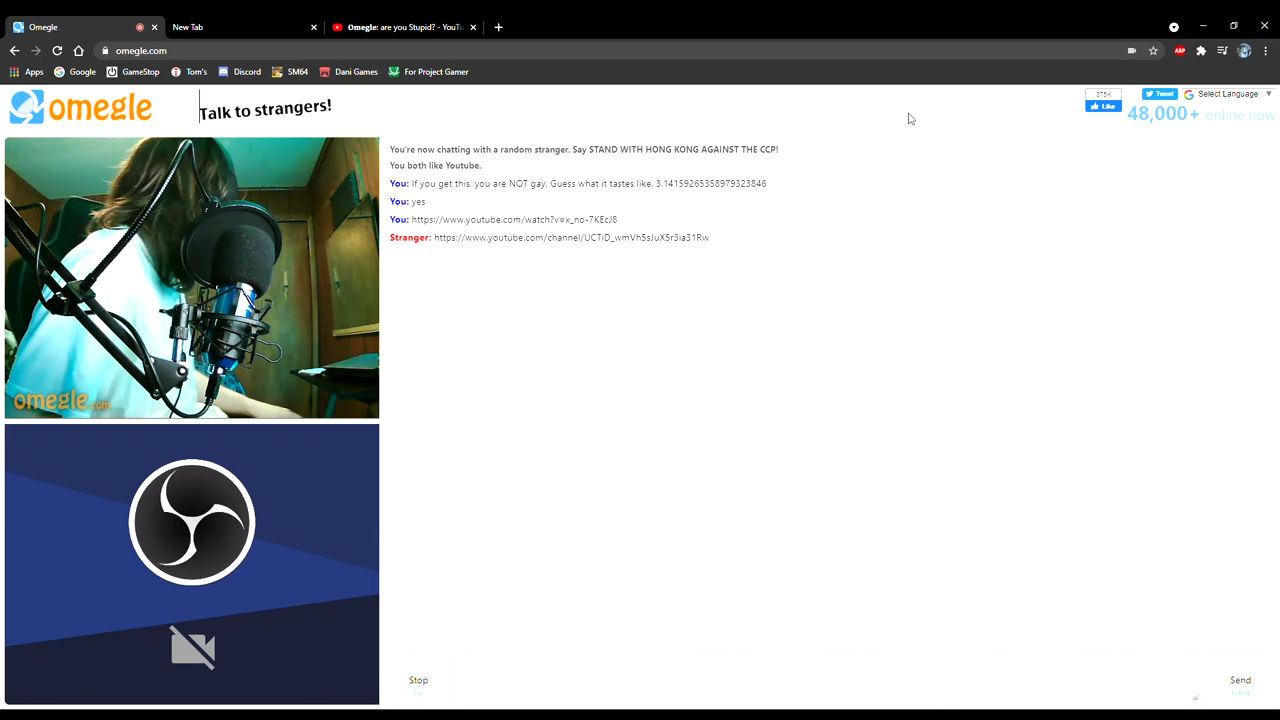 Omegle
New Tab
Omegle: are you Stupid? - YouTu
omegle.com
ABP
Apps
Google
GameStop
Tom's
Discord
SM64
Dani Games
For Project Gamer
omegle
Talk to strangers!
375K
Like
Tweet
Select Language
48,000+ online now
You're now chatting with a random stranger. Say STAND WITH HONG KONG AGAINST THE CCP!
You both like Youtube.
You: If you get this, you are NOT gay. Guess what it tastes like. 3.14159265358979323846
You: yes
You: https://www.youtube.com/watch?v=x_no-7KEcJ8
Stranger: https://www.youtube.com/channel/UCTiD_wmVh5sJuX5r3ia31Rw
omegle.com
Stop
Esc
Send
Enter